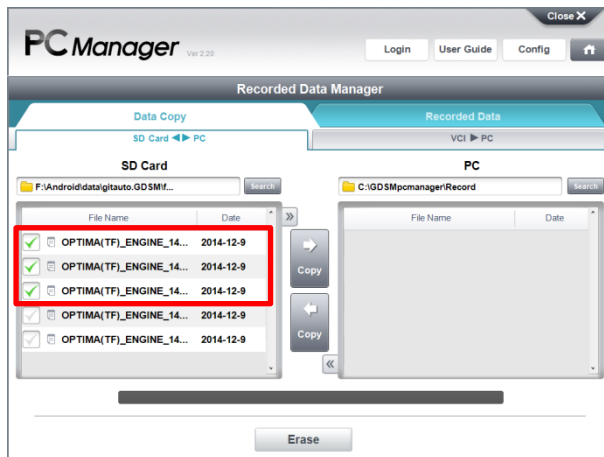 Close X
PC Manager Ver 2.20
Login User Guide Config
Recorded Data Manager
Data Copy Recorded Data
SD Card ◀▶ PC VCI ▶ PC
SD Card PC
F:\Android\data\gitauto.GDSM\f... Search C:\GDSMpcmanager\Record Search
File Name Date File Name Date
OPTIMA(TF)_ENGINE_14... 2014-12-9
OPTIMA(TF)_ENGINE_14... 2014-12-9
Copy
OPTIMA(TF)_ENGINE_14... 2014-12-9
OPTIMA(TF)_ENGINE_14... 2014-12-9
OPTIMA(TF)_ENGINE_14... 2014-12-9
Copy
Erase